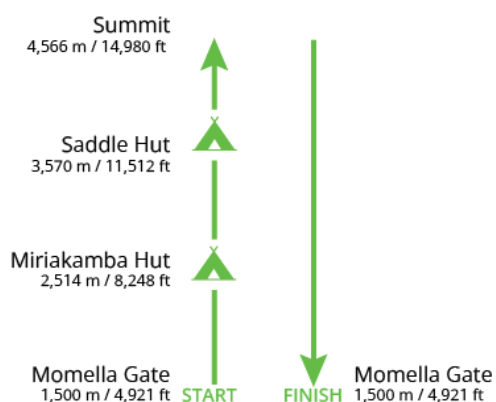 Summit
4,566 m / 14,980 ft
Saddle Hut
3,570 m / 11,512 ft
Miriakamba Hut
2,514 m / 8,248 ft
Momella Gate
1,500 m / 4,921 ft
START
FINISH
Momella Gate
1,500 m / 4,921 ft